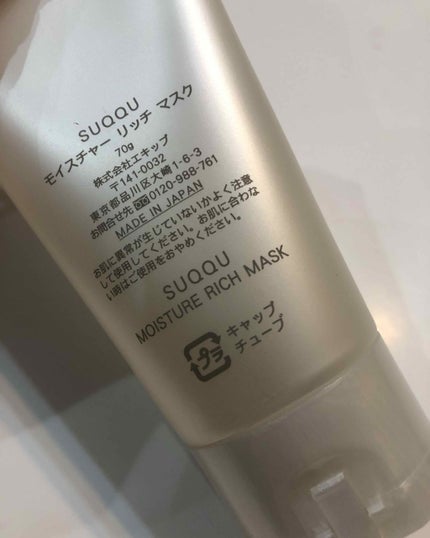 SUQQU
モイスチャー リッチ マスク
70g
株式会社エキップ
〒141-0032
東京都品川区大崎1-6-3
お問合せ先 0120-988-761
MADE IN JAPAN
お肌に異常が生じていないかよく注意
して使用してください。お肌に合わな
い時はご使用をおやめください。
SUQQU
MOISTURE RICH MASK
プラ
キャップ
チューブ